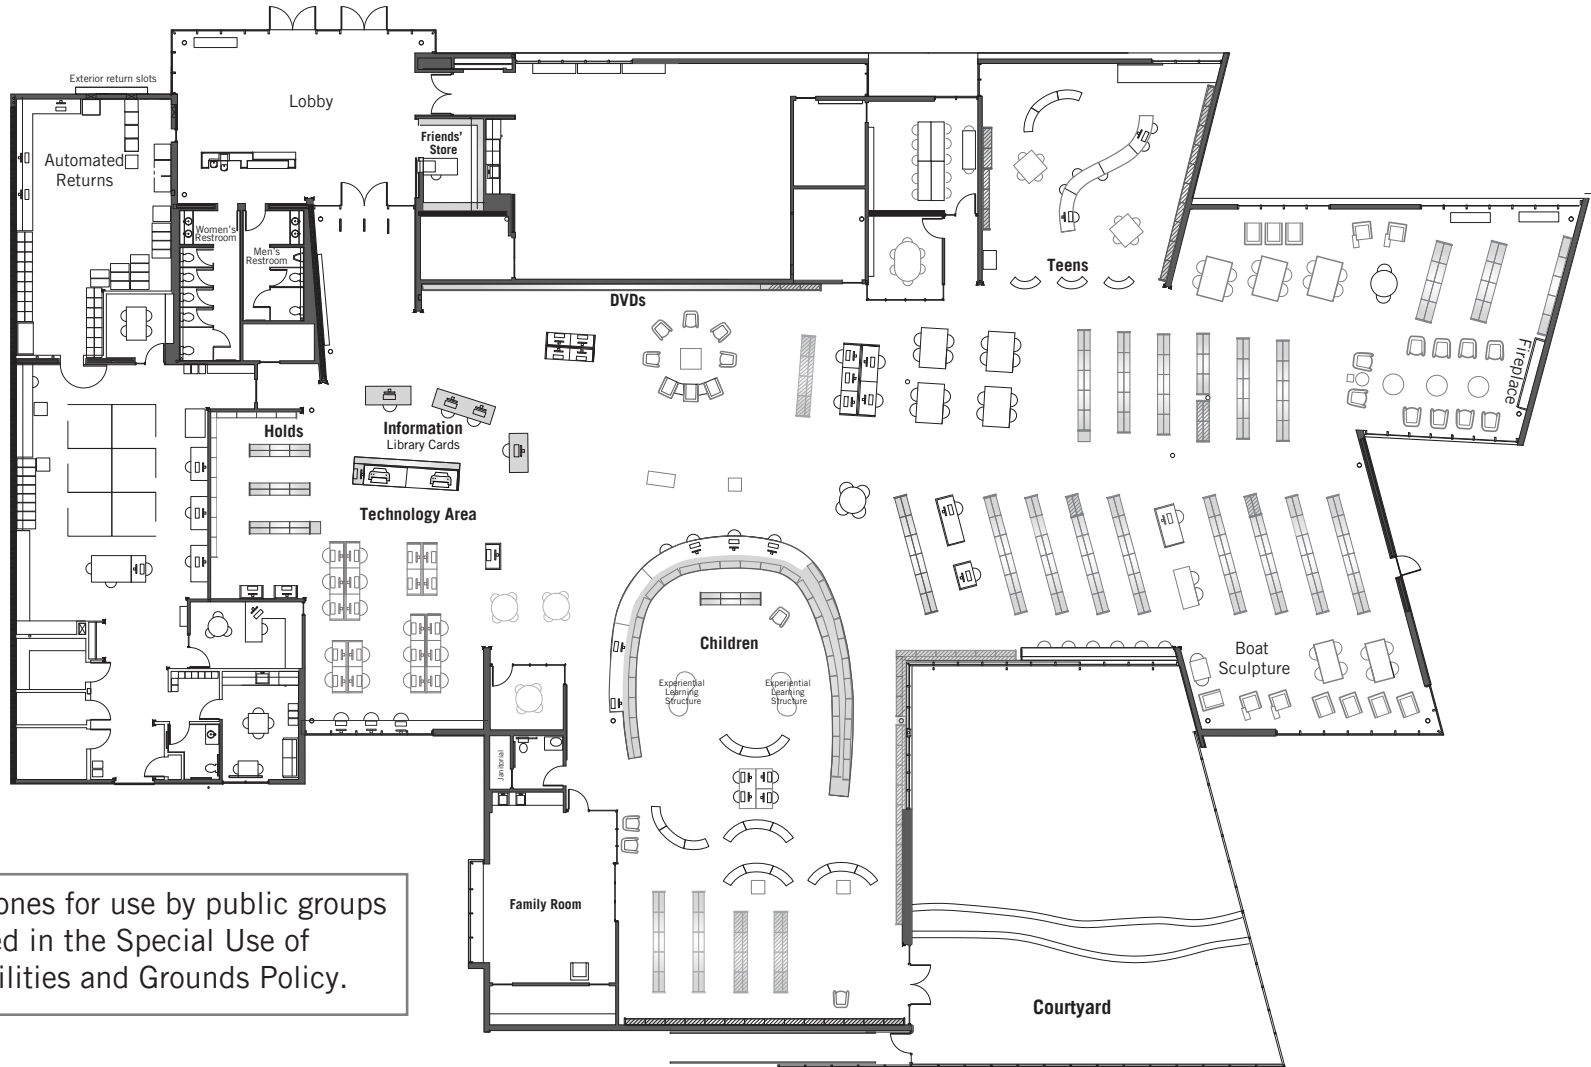 Exterior return slots
Lobby
Automated
Returns
Friends'
Store
Women's
Restroom
Men's
Restroom
DVDs
Teens
Fireplace
Holds
Information
Library Cards
Technology Area
Children
Experiential
Learning
Structure
Experiential
Learning
Structure
Boat
Sculpture
Janitorial
Family Room
Courtyard
ones for use by public groups
ed in the Special Use of
ilities and Grounds Policy.